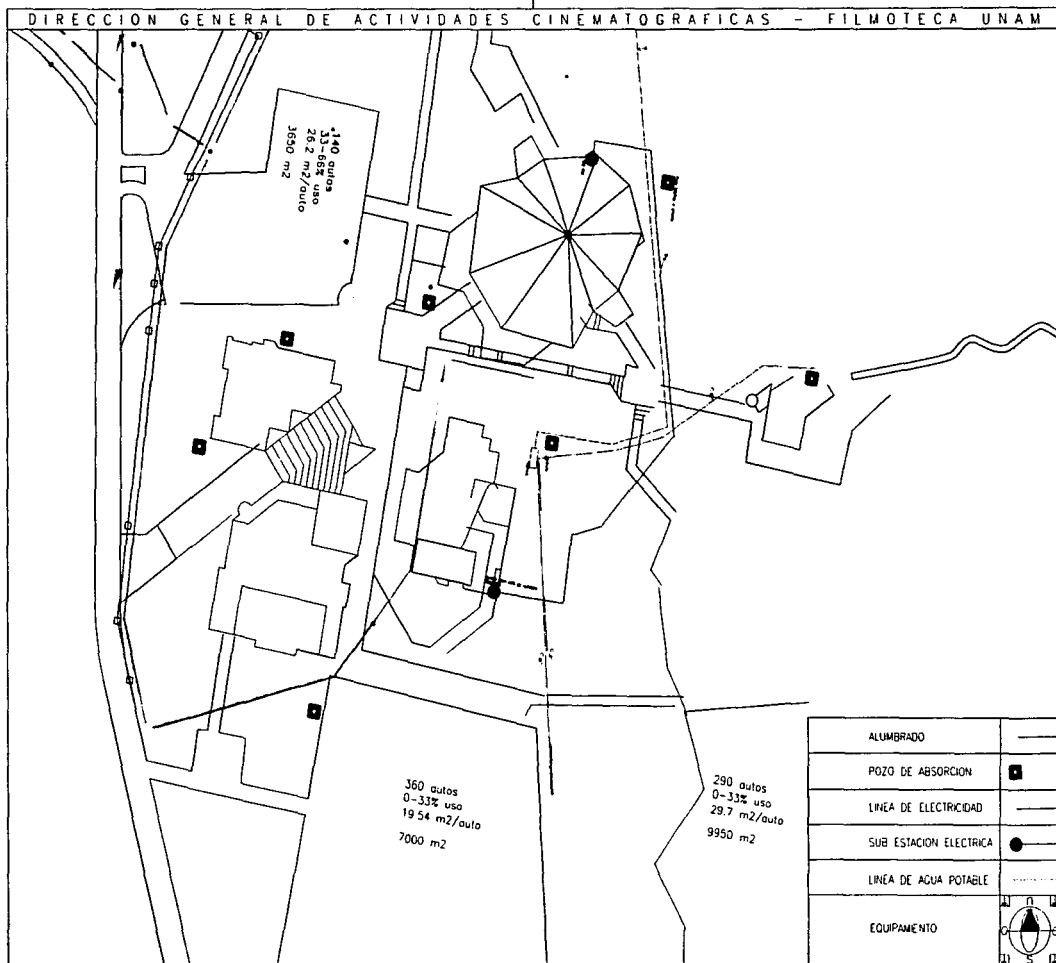 DIRECCION GENERAL DE ACTIVIDADES CINEMATOGRAFICAS - FILMOTECA UNAM
140 autos
33-66% uso
26.2 m2/auto
3650 m2
360 autos
0-33% uso
19.54 m2/auto
7000 m2
290 autos
0-33% uso
29.7 m2/auto
9950 m2
ALUMBRADO
POZO DE ABSORCION
LINEA DE ELECTRICIDAD
SUB ESTACION ELECTRICA
LINEA DE AGUA POTABLE
EQUIPAMIENTO
n
S